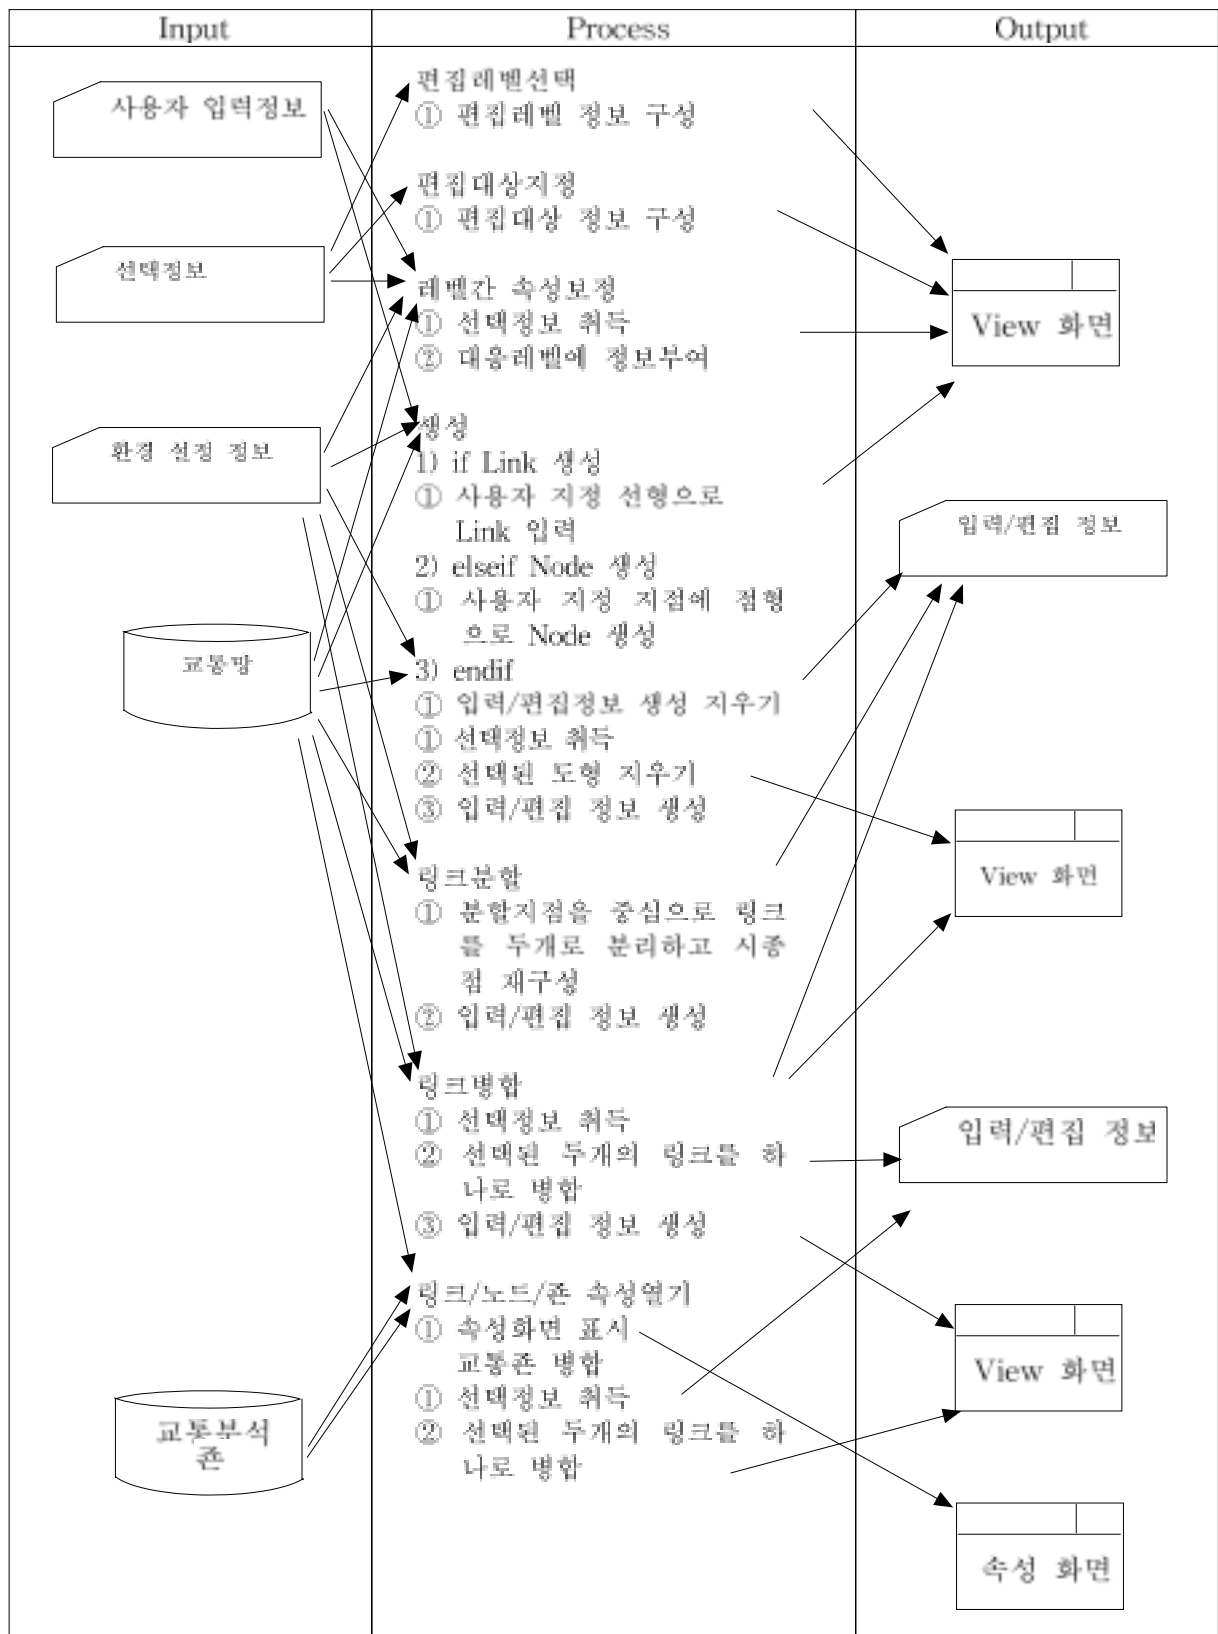 Input
Process
Output
사용자 입력정보
선택정보
환경 설정 정보
교통망
교통부석
존
편집레벨선택
① 편집레벨 정보 구성
편집대상지정
① 편집대상 정보 구성
레벨간 속성보정
① 선택정보 취득
② 대응레벨에 정보부여
생성
1) if Link 생성
① 사용자 지정 선형으로
Link 입력
2) elseif Node 생성
① 사용자 지정 지점에 점형
으로 Node 생성
3) endif
① 입력/편집정보 생성 지우기
① 선택정보 취득
② 선택된 도형 지우기
③ 입력/편집 정보 생성
링크분할
① 분할지점을 중심으로 링크
를 두개로 분리하고 시종
점 재구성
② 입력/편집 정보 생성
링크병합
① 선택정보 취득
② 선택된 두개의 링크를 하
나로 병합
③ 입력/편집 정보 생성
링크/노드/존 속성열기
① 속성화면 표시
교통존 병합
① 선택정보 취득
② 선택된 두개의 링크를 하
나로 병합
View 화면
입력/편집 정보
View 화면
입력/편집 정보
View 화면
속성 화면